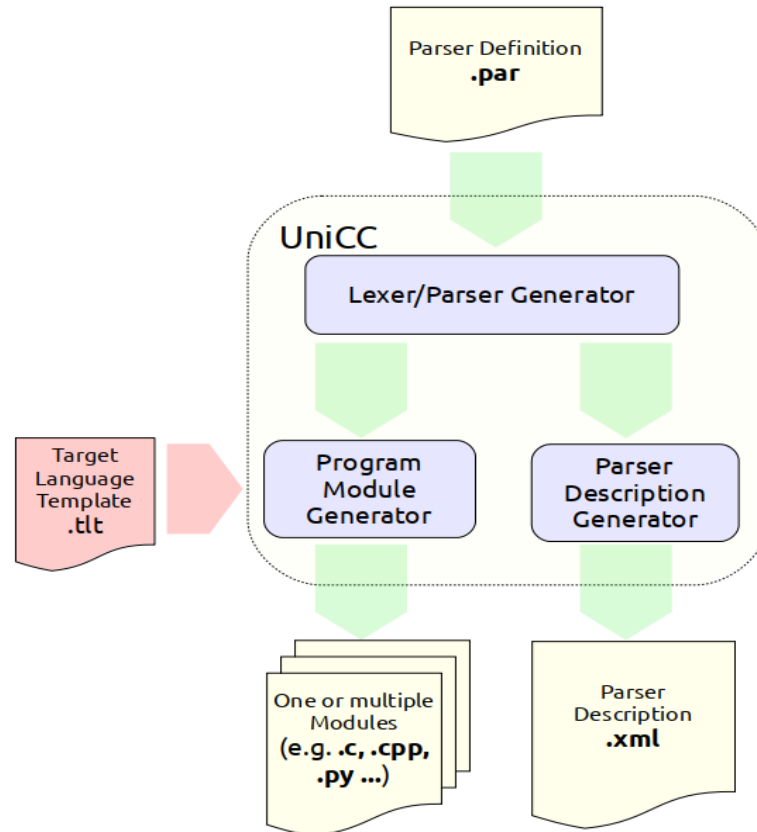 Parser Definition
.par
UniCC
Lexer/Parser Generator
Target
Language
Template
.tlt
Program
Module
Generator
Parser
Description
Generator
One or multiple
Modules
(e.g. .c, .cpp,
.py ...)
Parser
Description
.xml